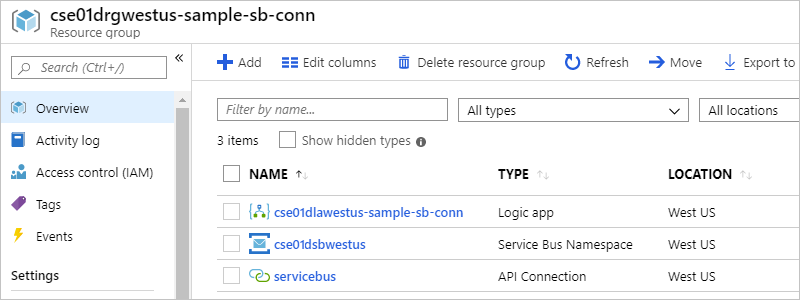 cse01drgwestus-sample-sb-conn
Resource group
Search (Ctrl+/)
Overview
Activity log
Access control (IAM)
Tags
Events
Settings
Add Edit columns Delete resource group Refresh Move Export to
Filter by name... All types All locations
3 items Show hidden types
NAME TYPE LOCATION
cse01dlawestus-sample-sb-conn Logic app West US
cse01dsbwestus Service Bus Namespace West US
servicebus API Connection West US